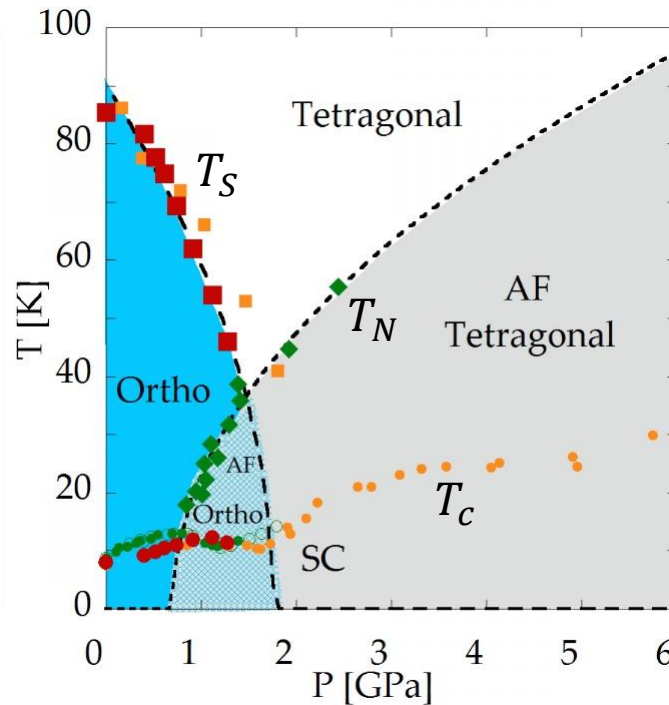 100
Tetragonal
80
T_S
60
T_N
AF
Tetragonal
T [K]
40
Ortho
AF
20
Ortho
T_c
SC
0
0 1 2 3 4 5 6
P [GPa]